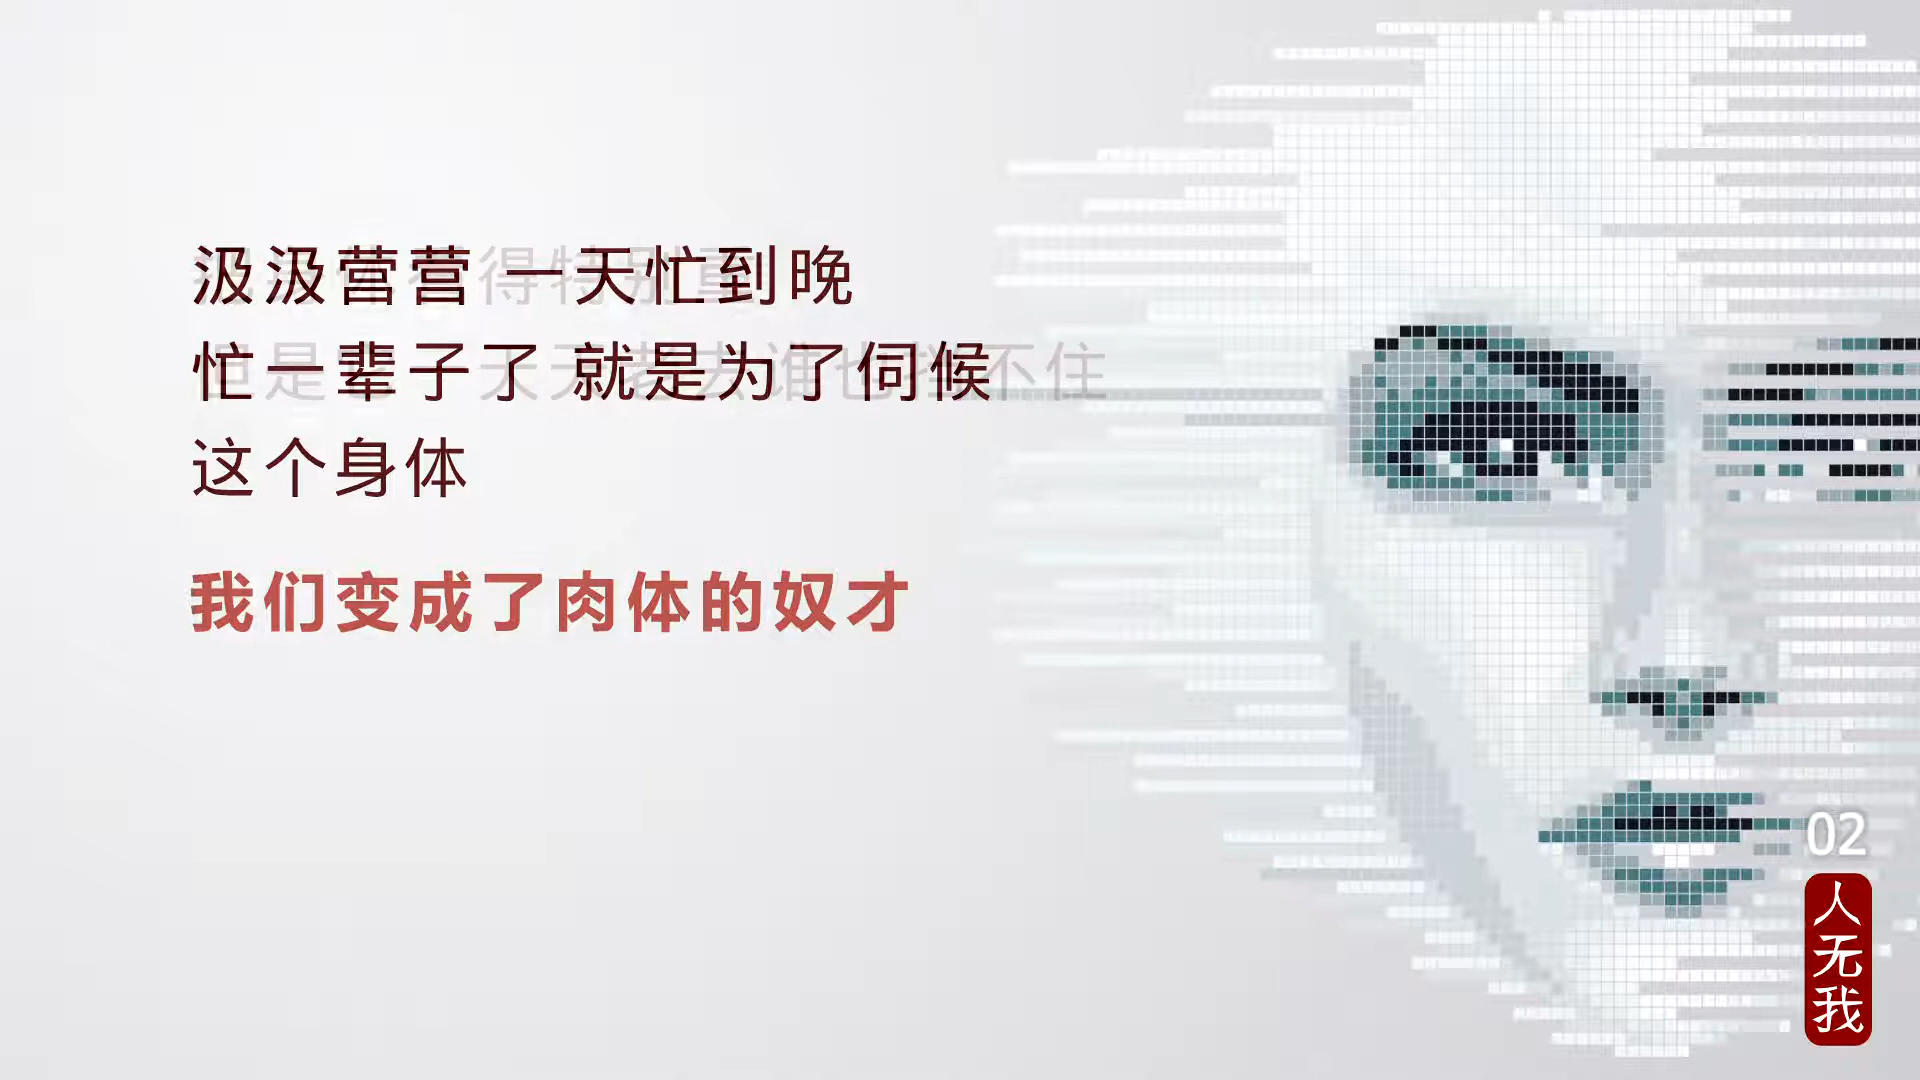 汲汲营营 一天忙到晚
忙一辈子了 就是为了伺候
这个身体
我们变成了肉体的奴才
02
人无我